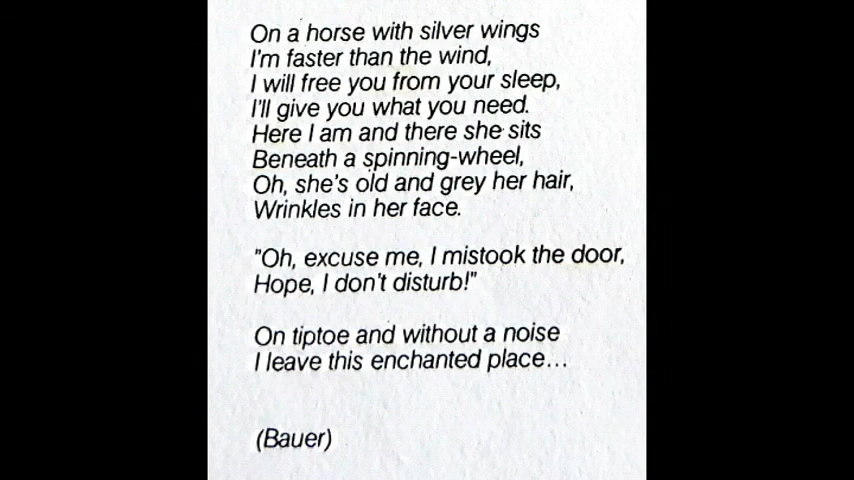 On a horse with silver wings
I'm faster than the wind,
I will free you from your sleep,
I'll give you what you need.
Here I am and there she sits
Beneath a spinning-wheel,
Oh, she's old and grey her hair,
Wrinkles in her face.
"Oh, excuse me, I mistook the door,
Hope, I don't disturb!"
On tiptoe and without a noise
I leave this enchanted place...
(Bauer)